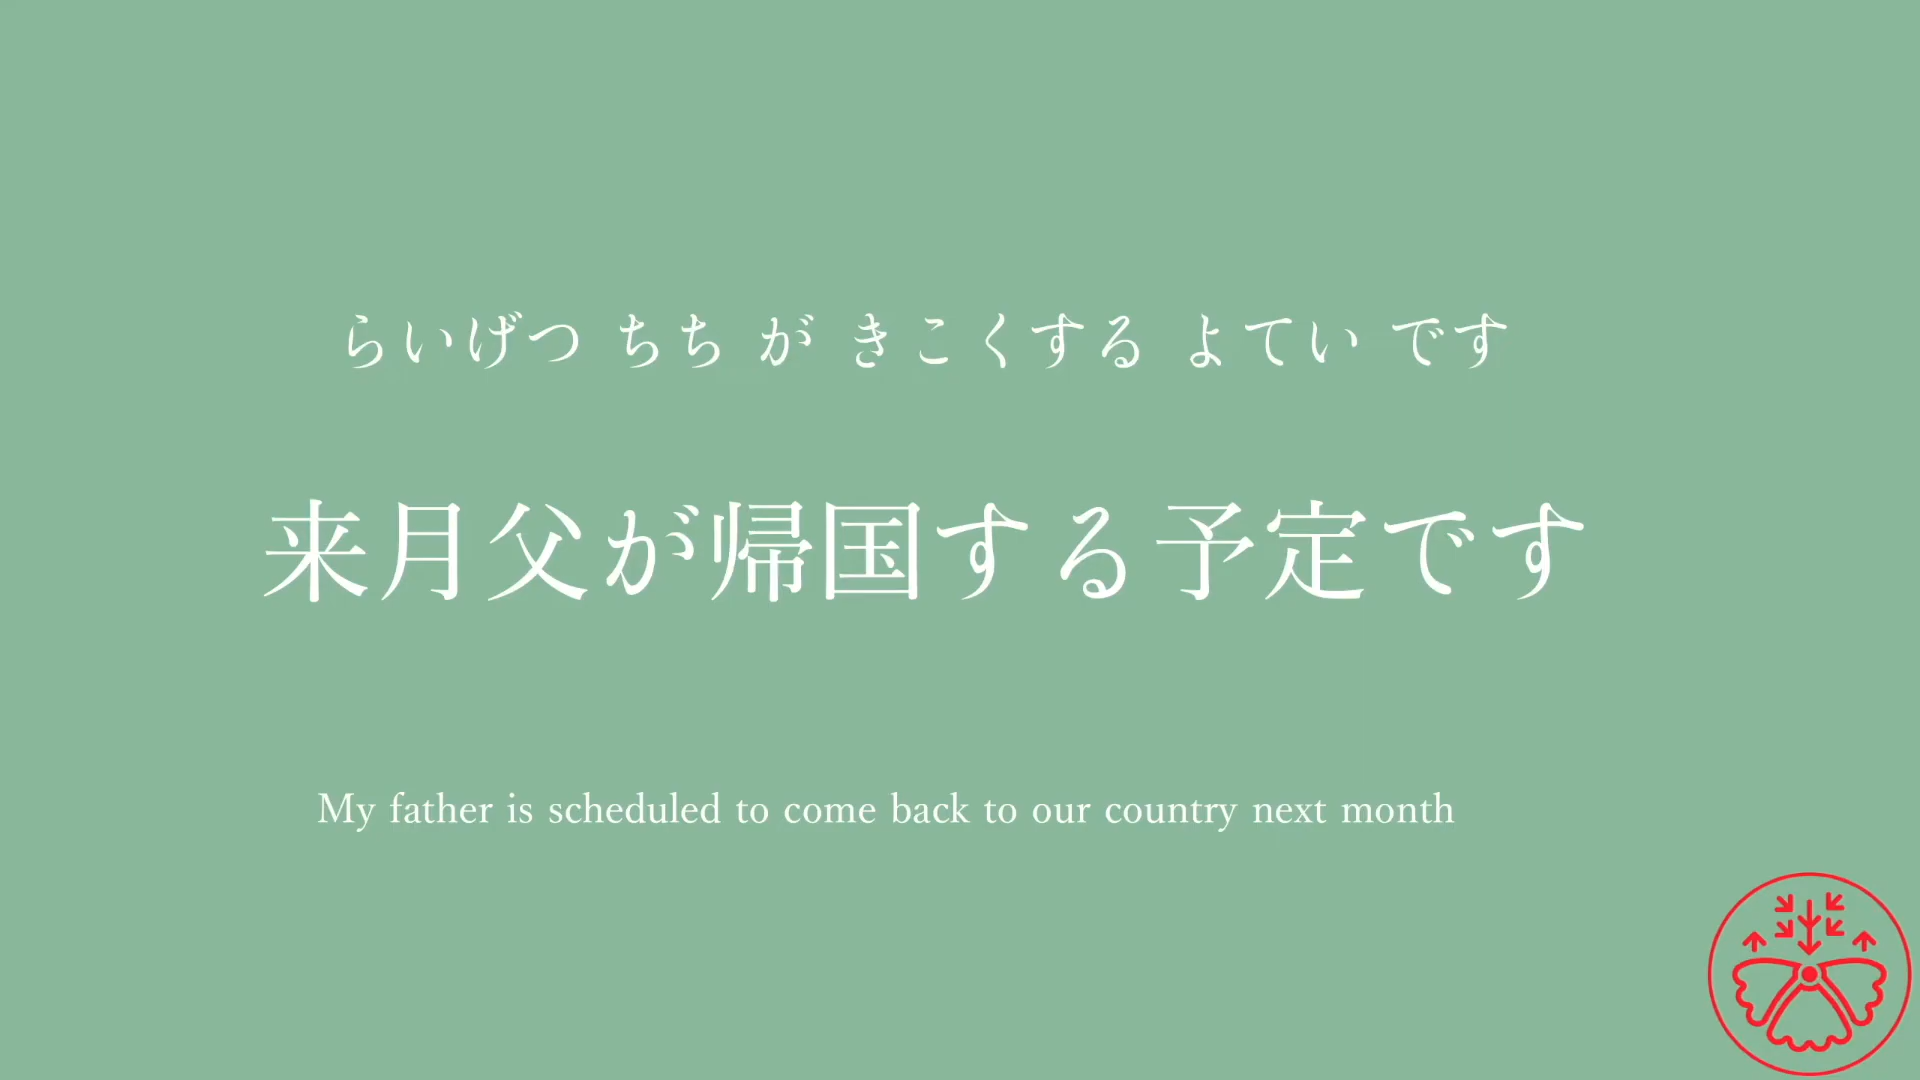 らいげつ ちち が きこくする よてい です
来月父が帰国する予定です
My father is scheduled to come back to our country next month